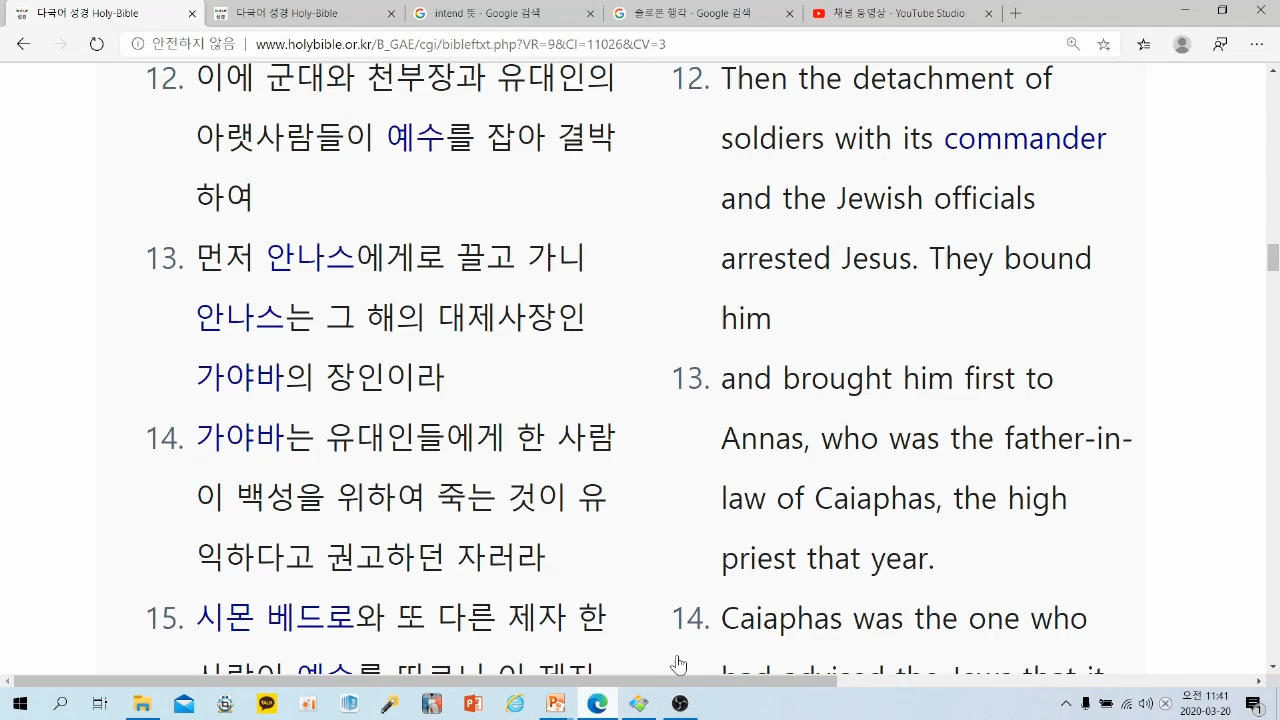 다국어 성경 Holy-Bible
다국어 성경 Holy-Bible
intend 뜻 - Google 검색
솔로몬 행각 - Google 검색
채널 동영상 - YouTube Studio
안전하지 않음
www.holybible.or.kr/B_GAE/cgi/bibleftxt.php?VR=9&CI=11026&CV=3
12. 이에 군대와 천부장과 유대인의
아랫사람들이 예수를 잡아 결박
하여
13. 먼저 안나스에게로 끌고 가니
안나스는 그 해의 대제사장인
가야바의 장인이라
14. 가야바는 유대인들에게 한 사람
이 백성을 위하여 죽는 것이 유
익하다고 권고하던 자러라
15. 시몬 베드로와 또 다른 제자 한
12. Then the detachment of
soldiers with its commander
and the Jewish officials
arrested Jesus. They bound
him
13. and brought him first to
Annas, who was the father-in-
law of Caiaphas, the high
priest that year.
14. Caiaphas was the one who
had advised the Jews that it
오전 11:41
2020-03-20